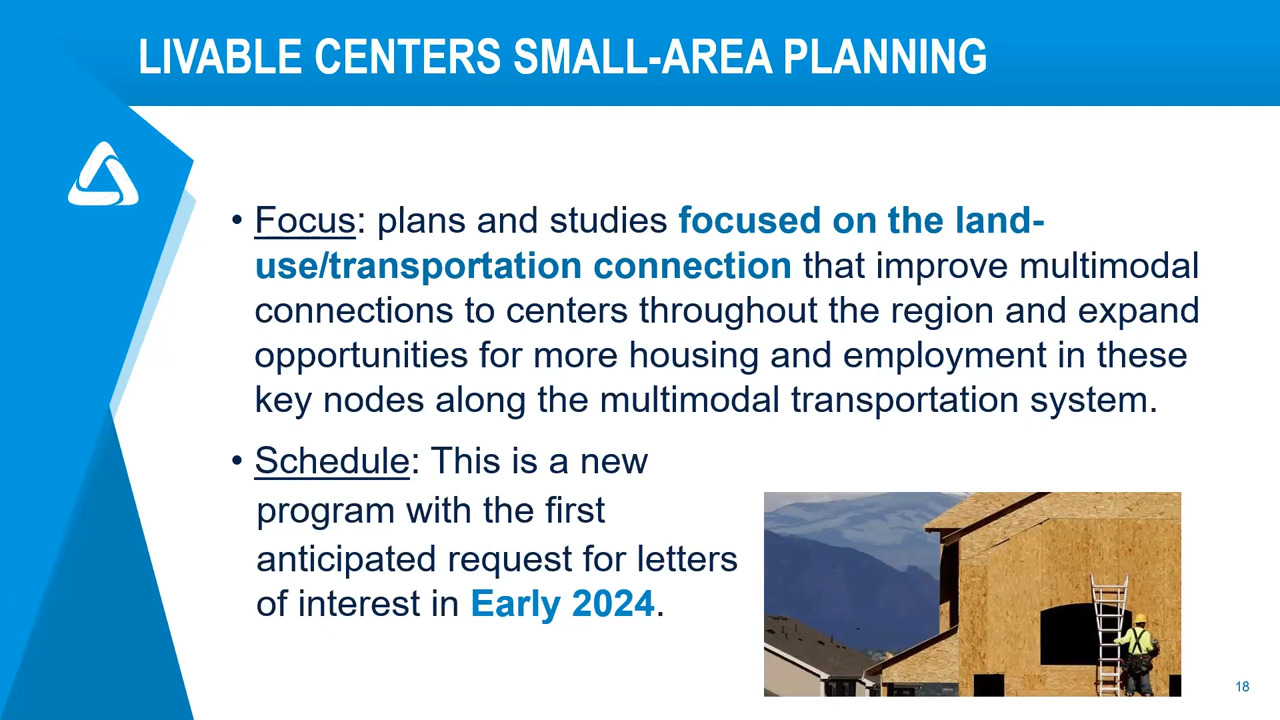 LIVABLE CENTERS SMALL-AREA PLANNING
• Focus: plans and studies focused on the land-
use/transportation connection that improve multimodal
connections to centers throughout the region and expand
opportunities for more housing and employment in these
key nodes along the multimodal transportation system.
• Schedule: This is a new
program with the first
anticipated request for letters
of interest in Early 2024.
18